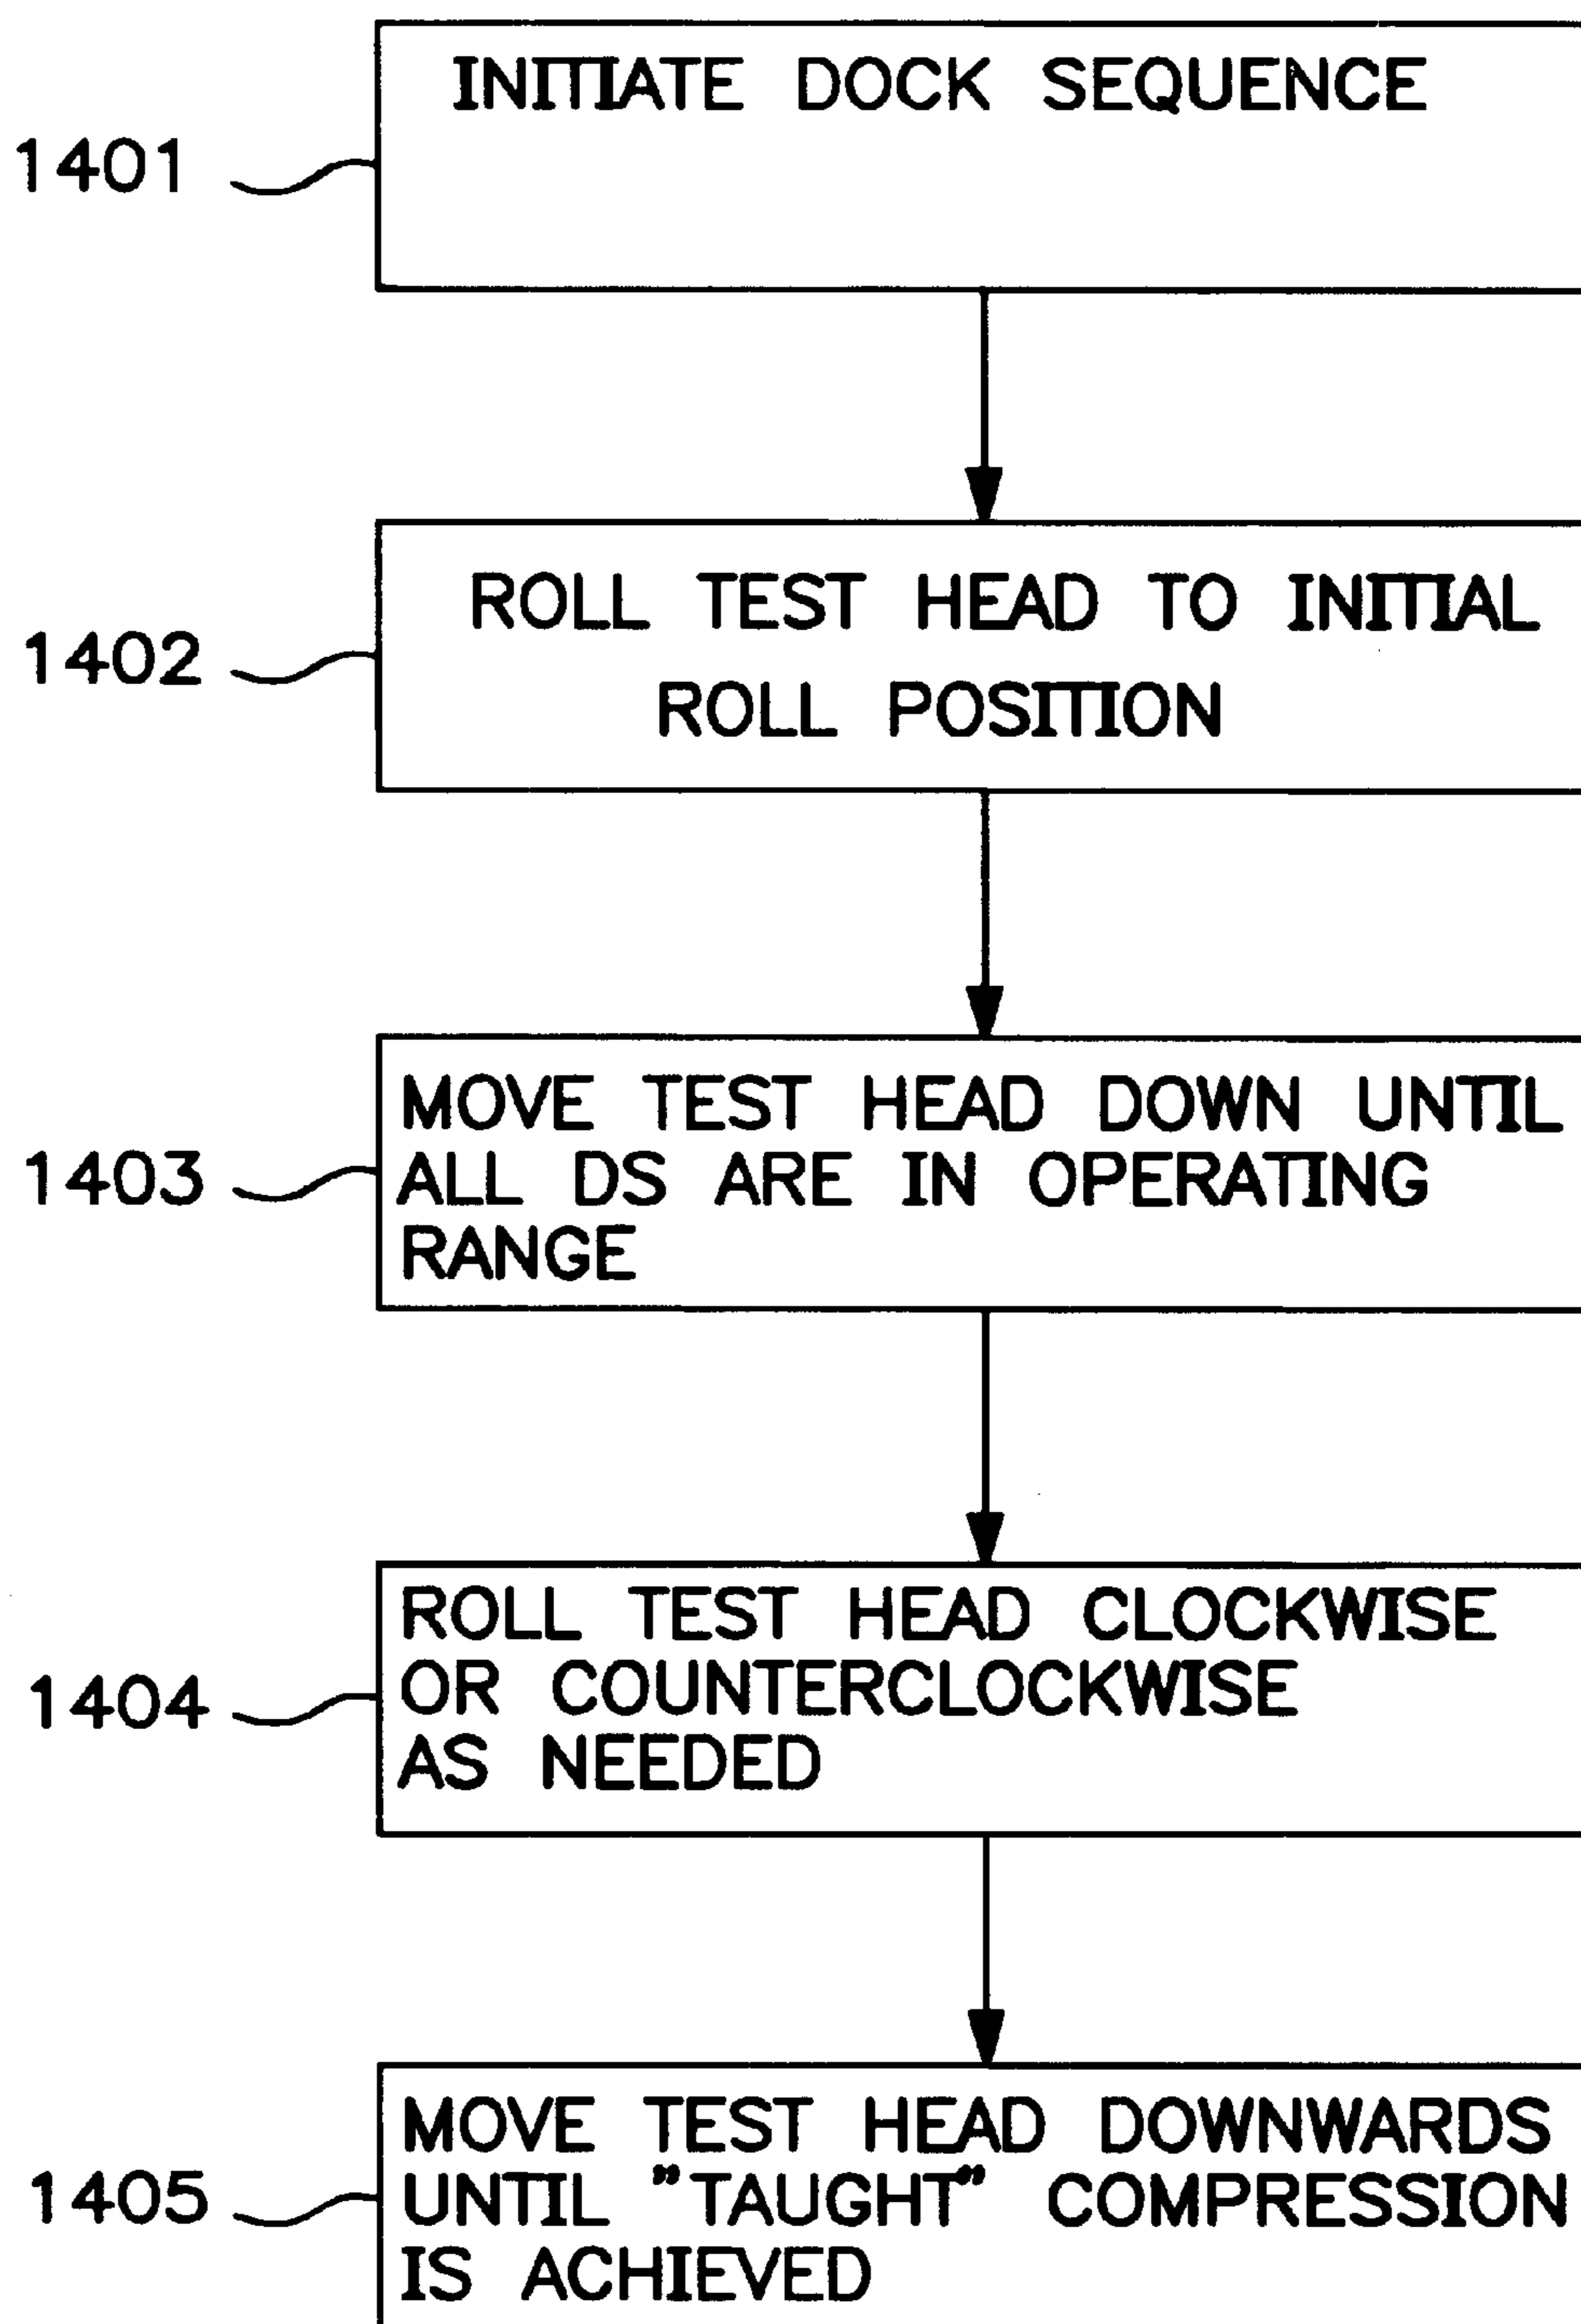 INITIATE DOCK SEQUENCE
1401
ROLL TEST HEAD TO INITIAL
1402
ROLL POSITION
MOVE TEST HEAD DOWN UNTIL
1403
ALL DS ARE IN OPERATING
RANGE
ROLL TEST HEAD CLOCKWISE
1404
OR COUNTERCLOCKWISE
AS NEEDED
MOVE TEST HEAD DOWNWARDS
1405
UNTIL "TAUGHT" COMPRESSION
IS ACHIEVED